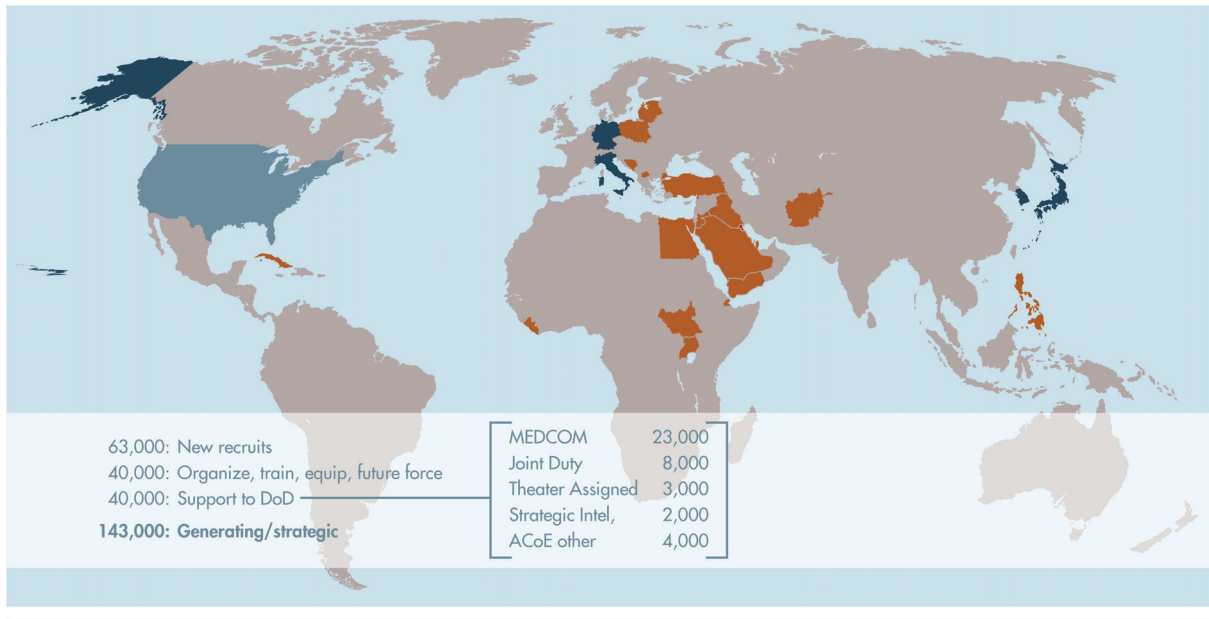 63,000: New recruits
40,000: Organize, train, equip, future force
40,000: Support to DoD
143,000: Generating/strategic
MEDCOM 23,000
Joint Duty 8,000
Theater Assigned 3,000
Strategic Intel, 2,000
ACoE other 4,000